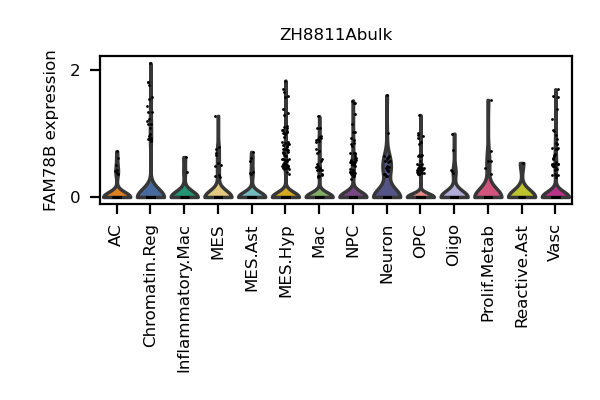 ZH8811Abulk
FAM78B expression
2
0
AC
Chromatin.Reg
Inflammatory.Mac
MES
MES.Ast
MES.Hyp
Mac
NPC
Neuron
OPC
Oligo
Prolif.Metab
Reactive.Ast
Vasc